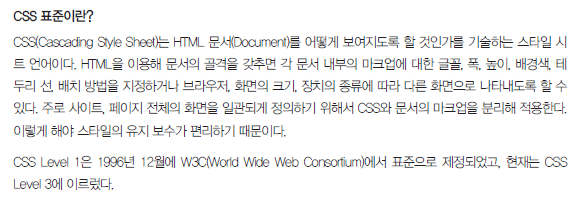 CSS 표준이란?
CSS(Cascading Style Sheet)는 HTML 문서(Document)를 어떻게 보여지도록 할 것인가를 기술하는 스타일 시
트 언어이다. HTML을 이용해 문서의 골격을 갖추면 각 문서 내부의 마크업에 대한 글꼴, 폭, 높이, 배경색, 테
두리 선, 배치 방법을 지정하거나 브라우저, 화면의 크기, 장치의 종류에 따라 다른 화면으로 나타내도록 할 수
있다. 주로 사이트, 페이지 전체의 화면을 일관되게 정의하기 위해서 CSS와 문서의 마크업을 분리해 적용한다.
이렇게 해야 스타일의 유지 보수가 편리하기 때문이다.
CSS Level 1은 1996년 12월에 W3C(World Wide Web Consortium)에서 표준으로 제정되었고, 현재는 CSS
Level 3에 이르렀다.